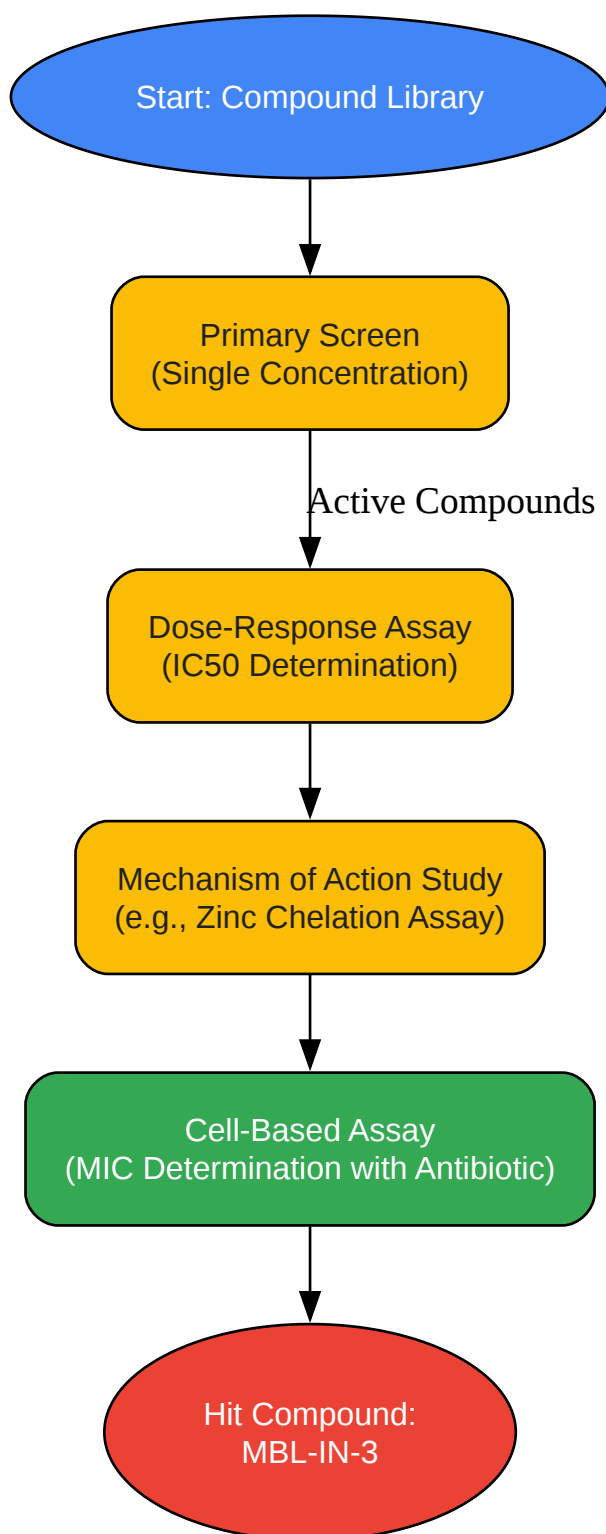 Start: Compound Library
Primary Screen
(Single Concentration)
Active Compounds
Dose-Response Assay
(IC50 Determination)
Mechanism of Action Study
(e.g., Zinc Chelation Assay)
Cell-Based Assay
(MIC Determination with Antibiotic)
Hit Compound:
MBL-IN-3